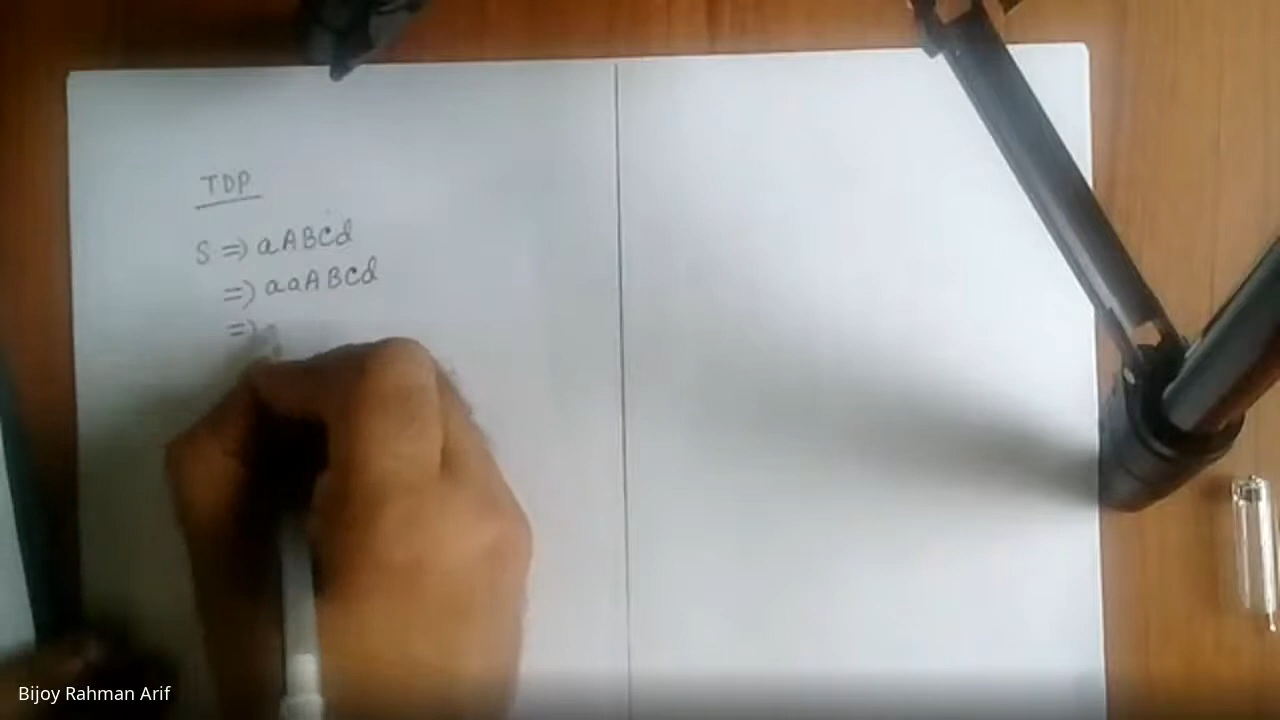 TDP
S => aABCd
=> aaABCd
=> a
Bijoy Rahman Arif